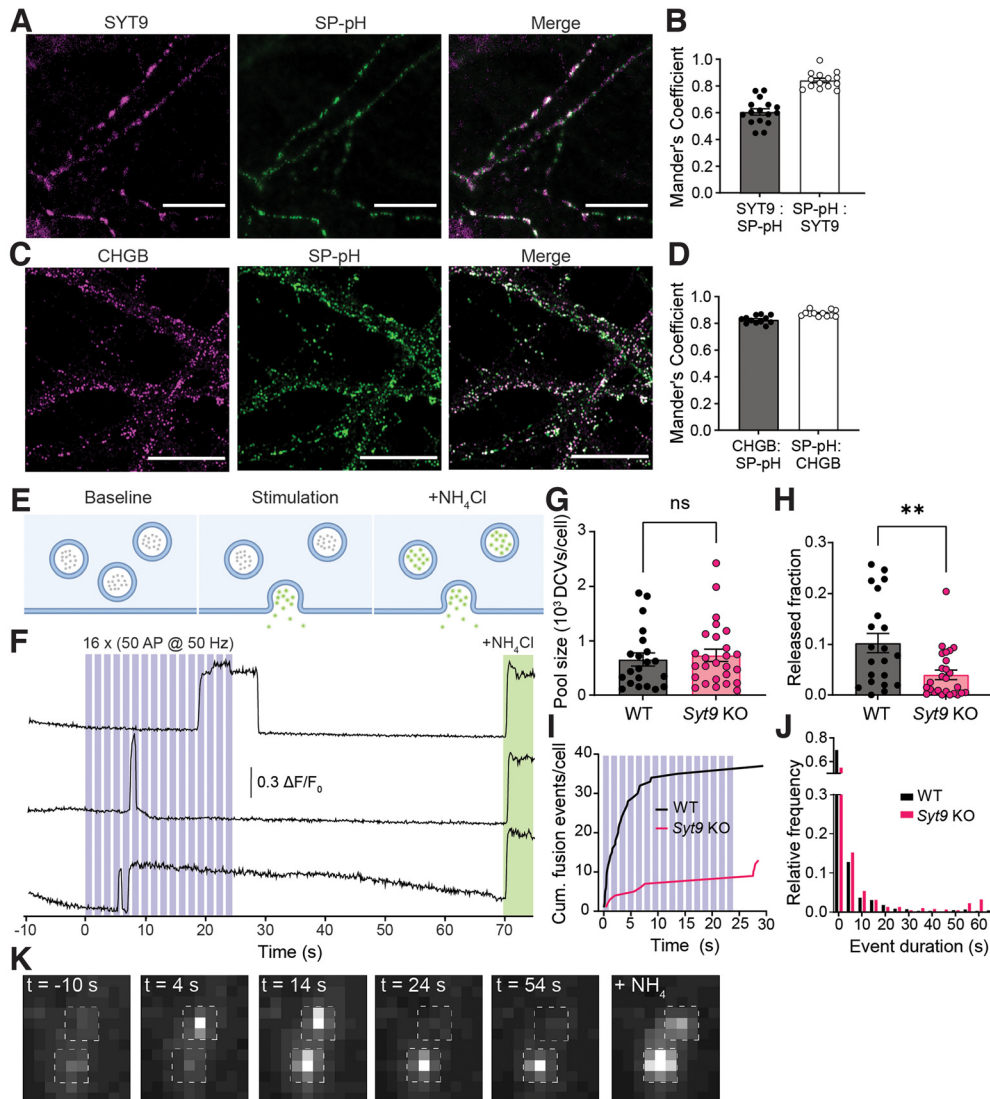 A
SYT9
SP-pH
Merge
B
Mander's Coefficient
1.0
0.8
0.6
0.4
0.2
0.0
SYT9 :
SP-pH
SP-pH :
SYT9
C
CHGB
SP-pH
Merge
D
Mander's Coefficient
1.0
0.8
0.6
0.4
0.2
0.0
CHGB:
SP-pH
SP-pH:
CHGB
E
Baseline
Stimulation
+NH₄Cl
F
16 x (50 AP @ 50 Hz)
+NH₄Cl
0.3 ΔF/F₀
-10 0 10 20 30 40 50 60 70
Time (s)
G
ns
Pool size (10³ DCVs/cell)
3
2
1
0
WT
Syt9 KO
H
**
Released fraction
0.3
0.2
0.1
0.0
WT
Syt9 KO
I
Cum. fusion events/cell
40
30
20
10
0
WT
Syt9 KO
0 5 10 15 20 25 30
Time (s)
J
Relative frequency
0.8
0.6
0.3
0.2
0.1
0.0
WT
Syt9 KO
0 10 20 30 40 50 60
Event duration (s)
K
t = -10 s
t = 4 s
t = 14 s
t = 24 s
t = 54 s
+ NH₄